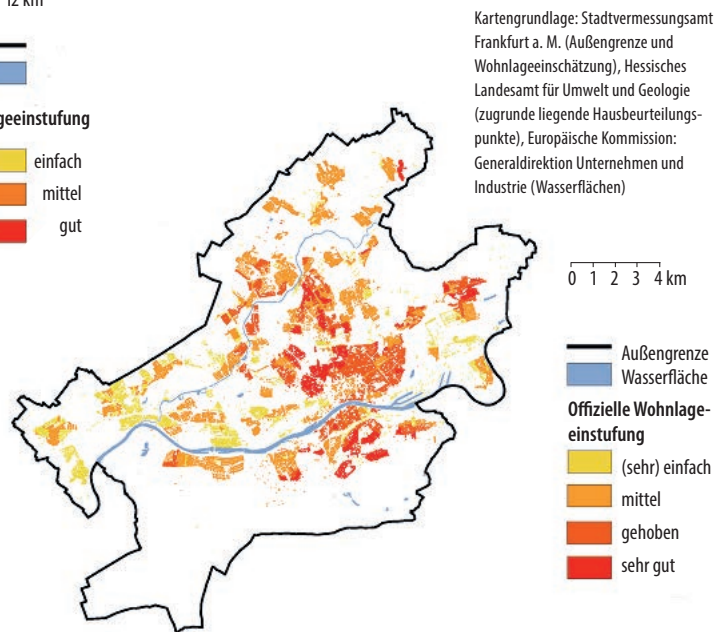 12 km
geeinstufung
einfach
mittel
gut
Kartengrundlage: Stadtvermessungsamt
Frankfurt a. M. (Außengrenze und
Wohnlageeinschätzung), Hessisches
Landesamt für Umwelt und Geologie
(zugrunde liegende Hausbeurteilungs-
punkte), Europäische Kommission:
Generaldirektion Unternehmen und
Industrie (Wasserflächen)
0 1 2 3 4 km
Außengrenze
Wasserfläche
Offizielle Wohnlage-
einstufung
(sehr) einfach
mittel
gehoben
sehr gut